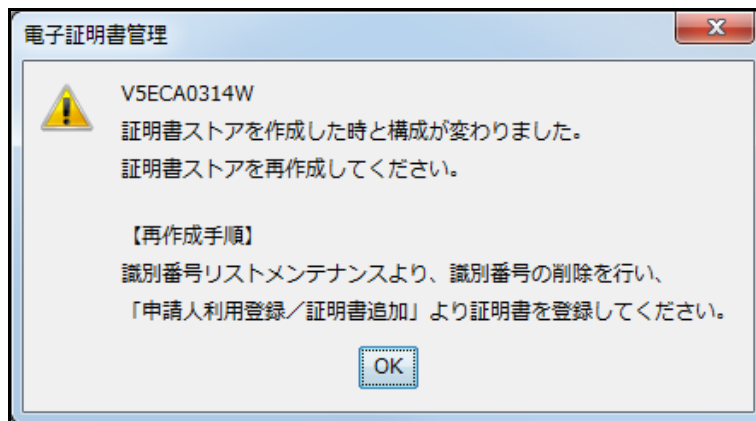 電子証明書管理
V5ECA0314W
証明書ストアを作成した時と構成が変わりました。
証明書ストアを再作成してください。
【再作成手順】
識別番号リストメンテナンスより、識別番号の削除を行い、
「申請人利用登録／証明書追加」より証明書を登録してください。
OK